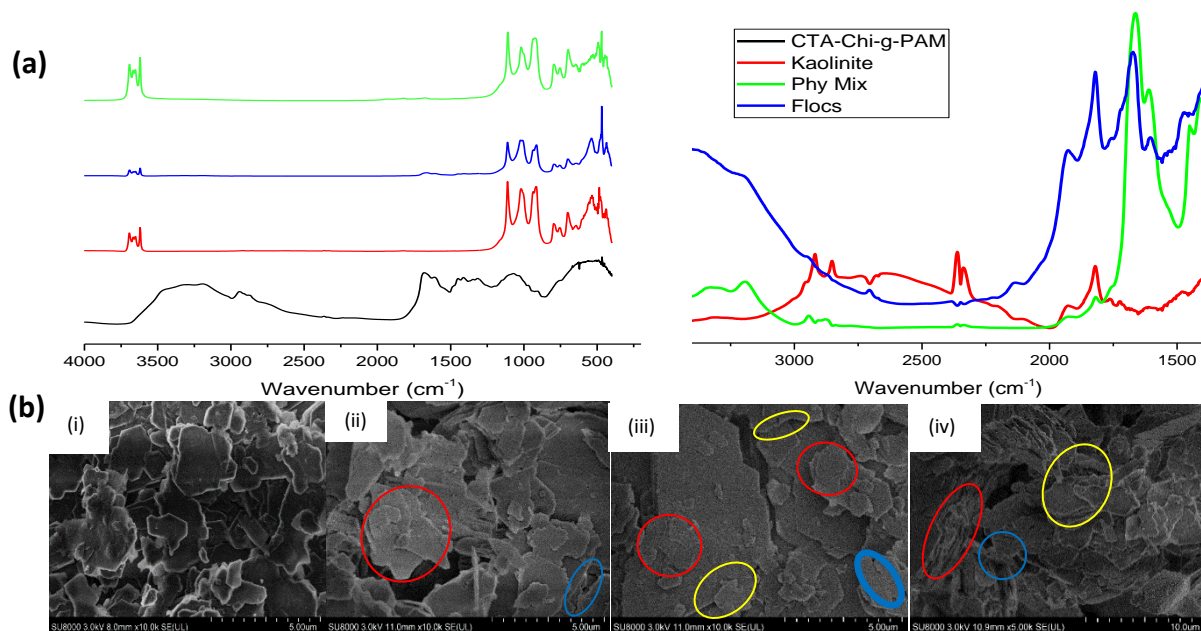 (a)
CTA-Chi-g-PAM
Kaolinite
Phy Mix
Flocs
4000 3500 3000 2500 2000 1500 1000 500
3000 2500 2000 1500
Wavenumber (cm⁻¹)
Wavenumber (cm⁻¹)
(b)
(i)
(ii)
(iii)
(iv)
SU8000 3.0kV 8.0mm x10.0k SE(UL) 5.00um
SU8000 3.0kV 11.0mm x10.0k SE(UL) 5.00um
SU8000 3.0kV 11.0mm x10.0k SE(UL) 5.00um
SU8000 3.0kV 10.9mm x5.00k SE(UL) 10.0um